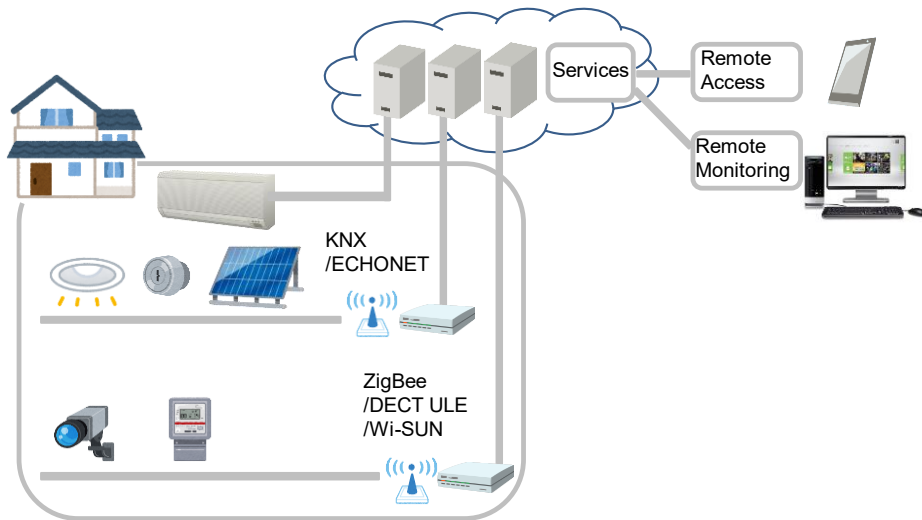 Services
Remote
Access
Remote
Monitoring
KNX
/ECHONET
ZigBee
/DECT ULE
/Wi-SUN